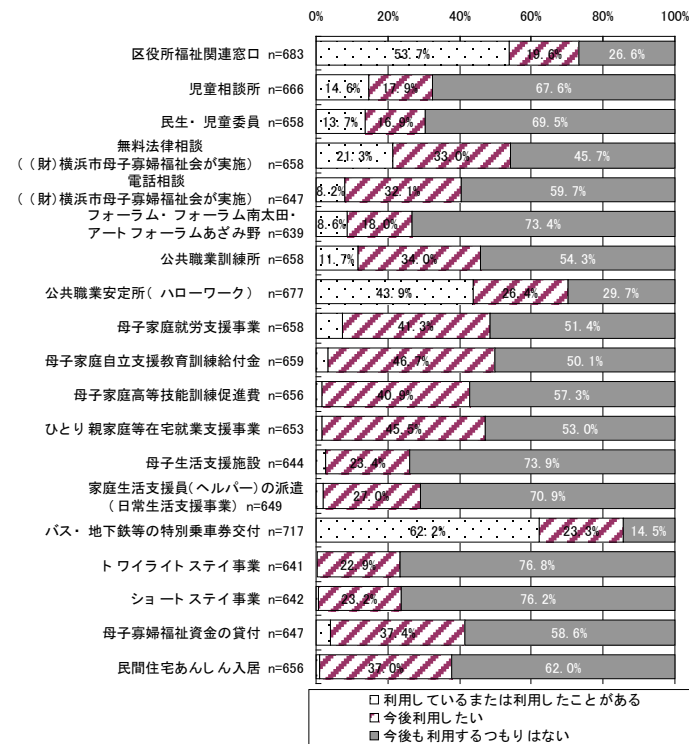 0% 20% 40% 60% 80% 100%
区役所福祉関連窓口 n=683 53.7% 19.6% 26.6%
児童相談所 n=666 14.6% 17.9% 67.6%
民生・児童委員 n=658 13.7% 16.9% 69.5%
無料法律相談
((財)横浜市母子寡婦福祉会が実施) n=658 21.3% 33.0% 45.7%
電話相談
((財)横浜市母子寡婦福祉会が実施) n=647 8.2% 32.1% 59.7%
フォーラム・フォーラム南太田・
アートフォーラムあざみ野 n=639 8.6% 18.0% 73.4%
公共職業訓練所 n=658 11.7% 34.0% 54.3%
公共職業安定所(ハローワーク) n=677 43.9% 26.4% 29.7%
母子家庭就労支援事業 n=658 41.3% 51.4%
母子家庭自立支援教育訓練給付金 n=659 46.7% 50.1%
母子家庭高等技能訓練促進費 n=656 40.9% 57.3%
ひとり親家庭等在宅就業支援事業 n=653 45.5% 53.0%
母子生活支援施設 n=644 23.4% 73.9%
家庭生活支援員(ヘルパー)の派遣
(日常生活支援事業) n=649 27.0% 70.9%
バス・地下鉄等の特別乗車券交付 n=717 62.2% 23.3% 14.5%
トワイライトステイ事業 n=641 22.9% 76.8%
ショートステイ事業 n=642 23.2% 76.2%
母子寡婦福祉資金の貸付 n=647 37.4% 58.6%
民間住宅あんしん入居 n=656 37.0% 62.0%
利用しているまたは利用したことがある
今後利用したい
今後も利用するつもりはない